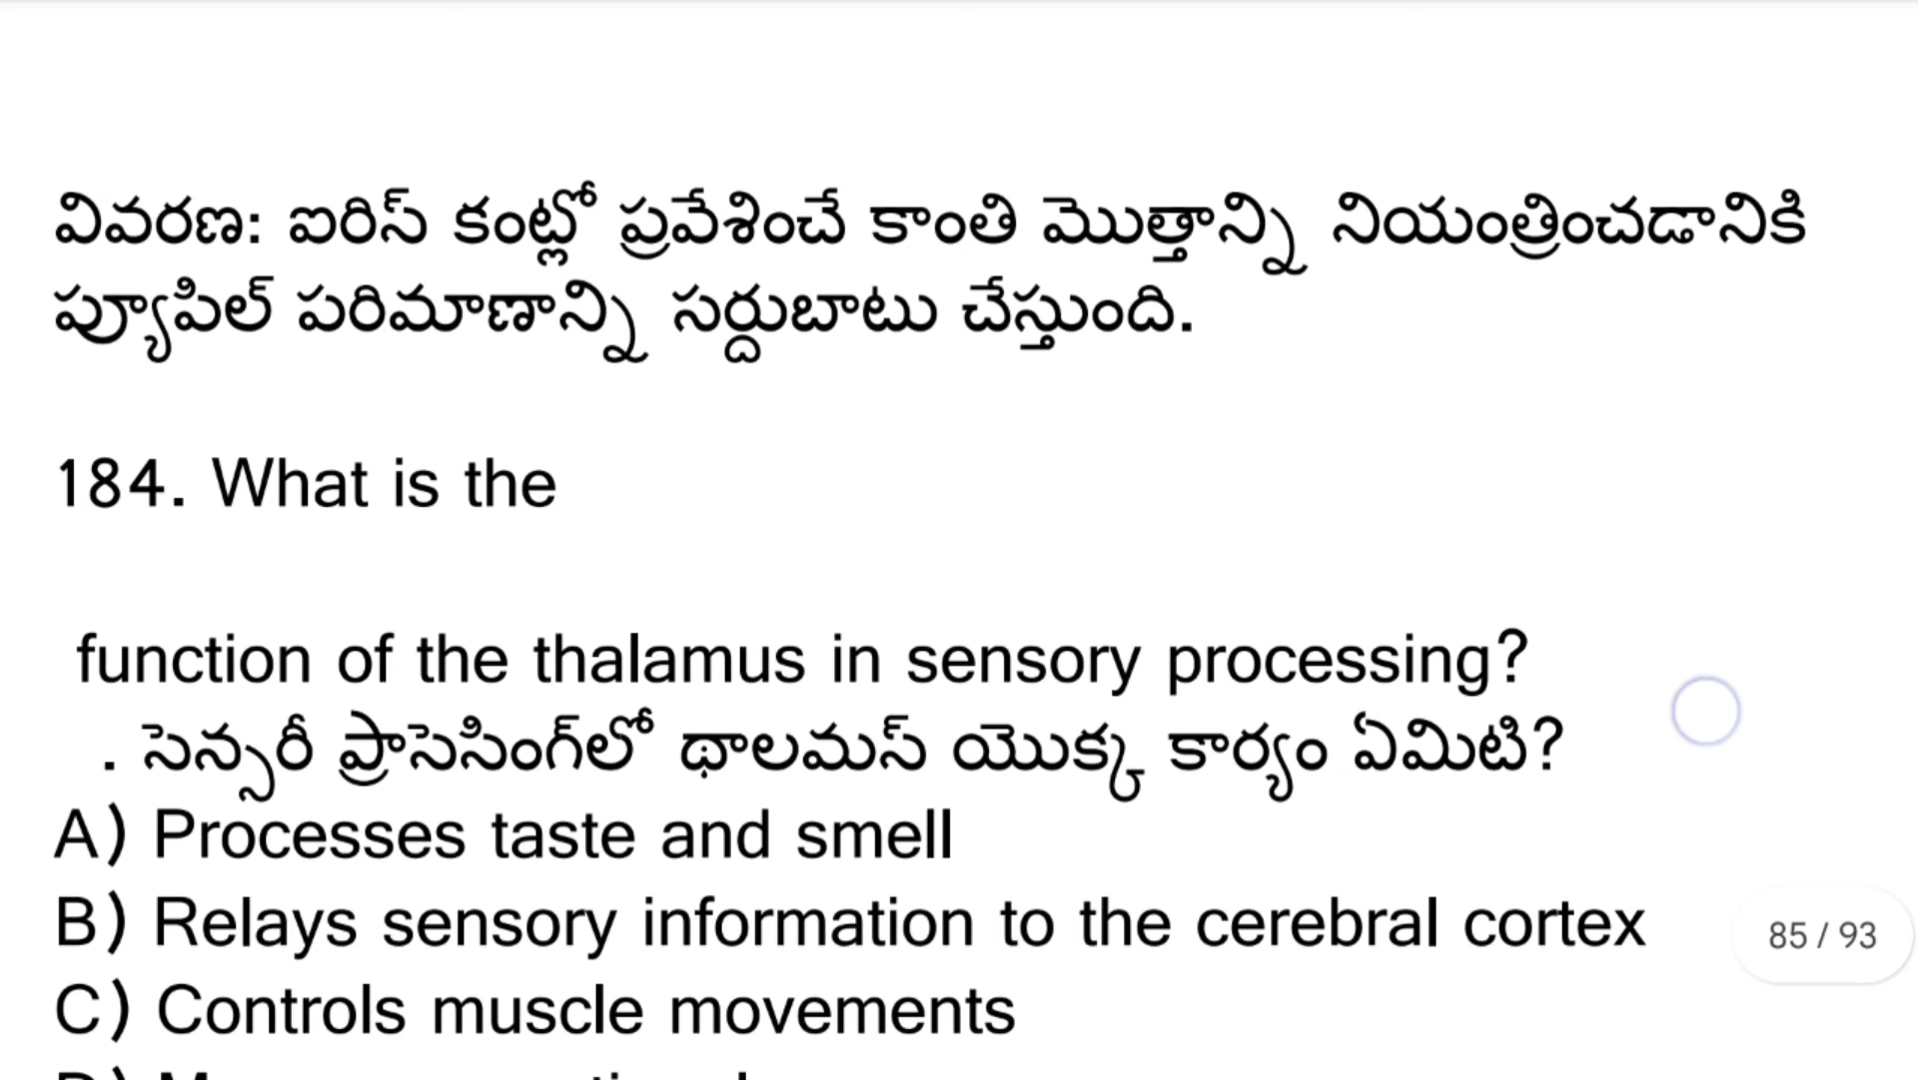 వివరణ: ఐరిస్ కంట్లో ప్రవేశించే కాంతి మొత్తాన్ని నియంత్రించడానికి
ప్యూపిల్ పరిమాణాన్ని సర్దుబాటు చేస్తుంది.
184. What is the
function of the thalamus in sensory processing?
. సెన్సరీ ప్రాసెసింగ్‌లో థాలమస్ యొక్క కార్యం ఏమిటి?
A) Processes taste and smell
B) Relays sensory information to the cerebral cortex
85 / 93
C) Controls muscle movements